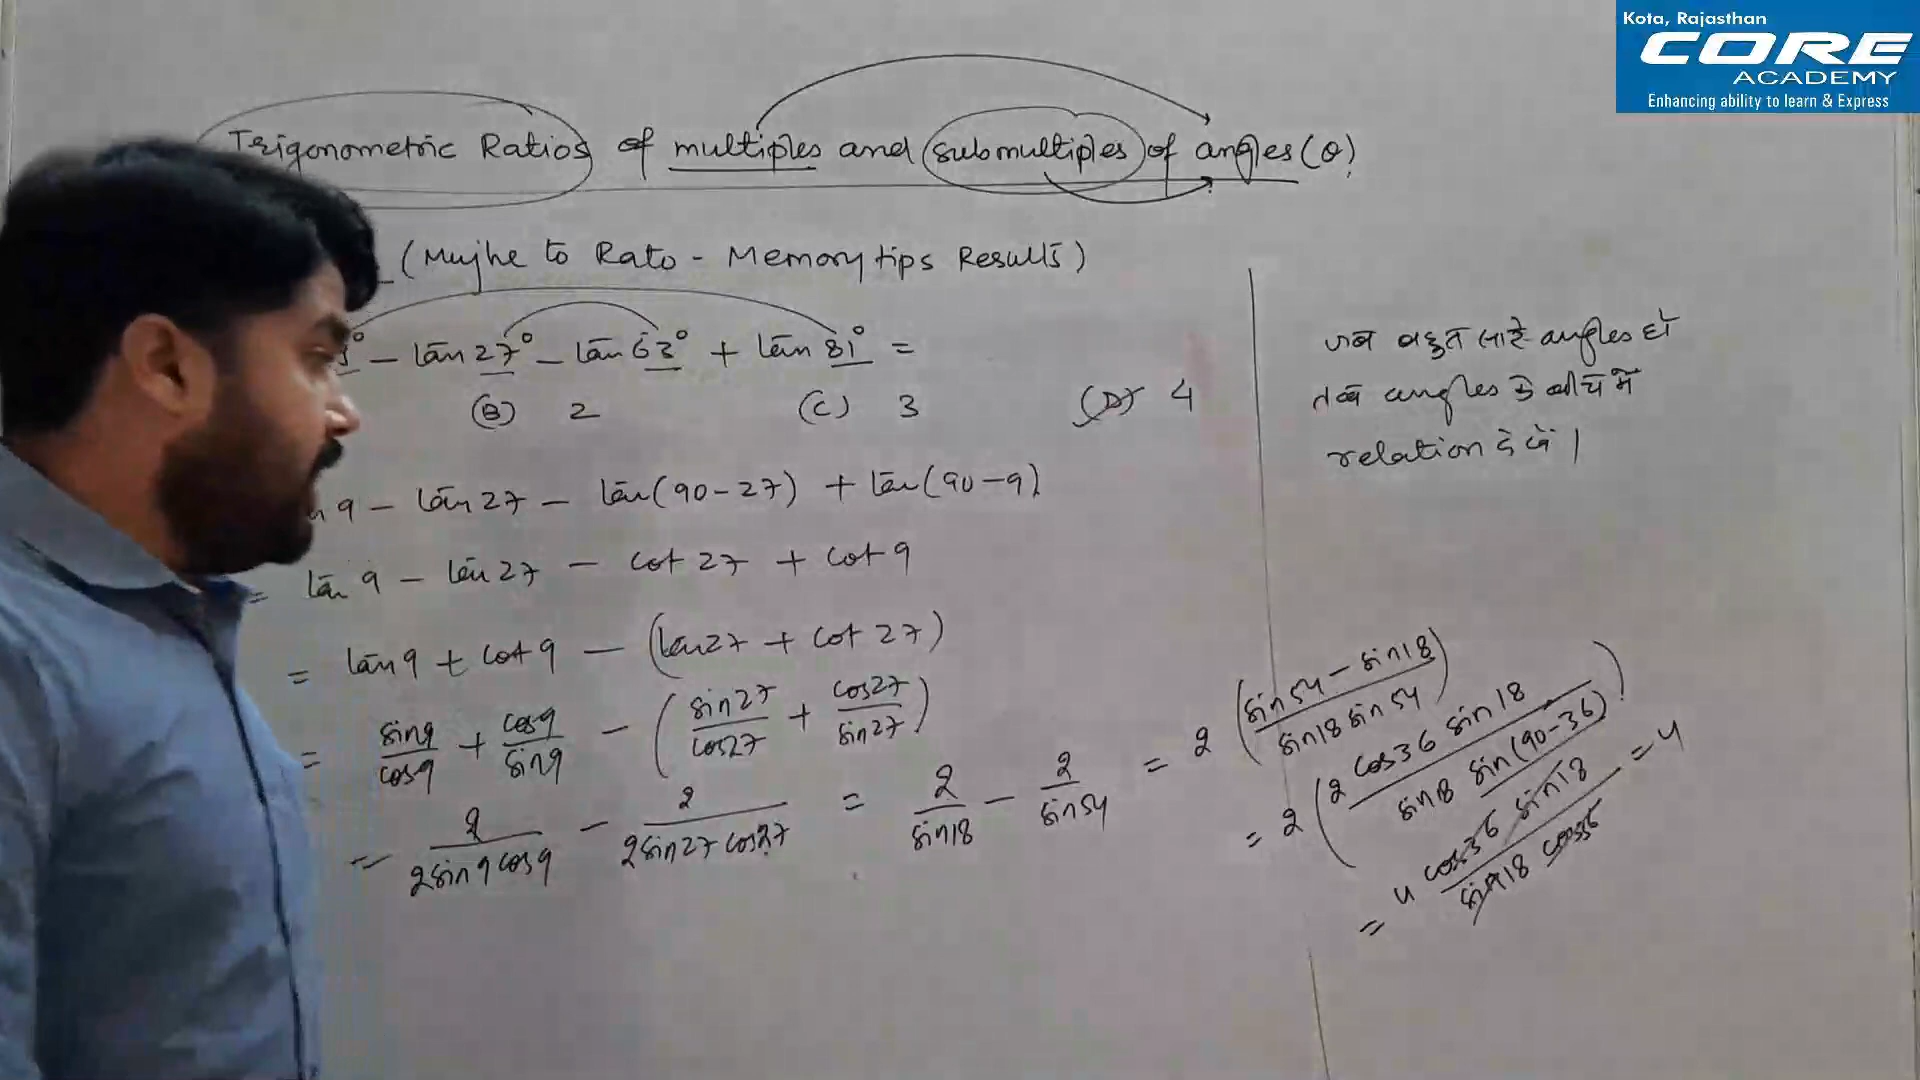 Kota, Rajasthan
CORE
ACADEMY
Enhancing ability to learn & Express
Trigonometric Ratios of multiples and submultiples of angles (θ)
(Mujhe to Rato - Memory tips Results)
° - tan 27° - tan 63° + tan 81° =
(B) 2 (C) 3 (D) 4
9 - tan 27 - tan(90-27) + tan(90-9)
= tan 9 - tan 27 - cot 27 + cot 9
= tan 9 + cot 9 - (tan 27 + cot 27)
= sin9/cos9 + cos9/sin9 - (sin27/cos27 + cos27/sin27)
= 2/2sin9cos9 - 2/2sin27cos27 = 2/sin18 - 2/sin54 = 2 (sin54 - sin18/sin18 sin54)
= 2 (2 cos36 sin18/sin18 sin(90-36))
= 4 cos36 sin18/sin18 cos36 = 4
जब बहुत सारे angles हो
तब angles के बीच में
relation देखें।